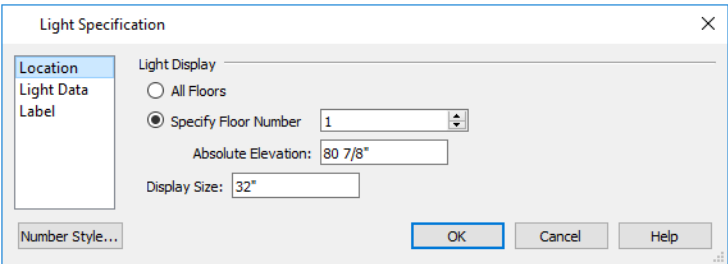 Light Specification
Location
Light Data
Label
Light Display
All Floors
Specify Floor Number 1
Absolute Elevation: 80 7/8"
Display Size: 32"
Number Style... OK Cancel Help